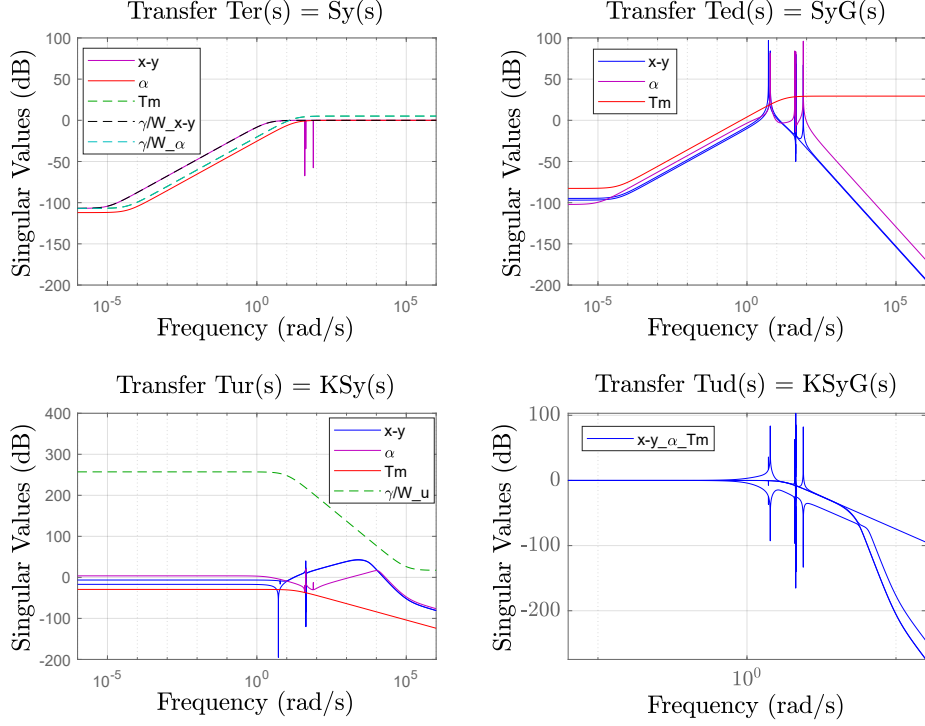 Transfer Ter(s) = Sy(s)
Singular Values (dB)
100
50
0
-50
-100
-150
-200
x-y
α
Tm
γ/W_x-y
γ/W_α
10^-5
10^0
10^5
Frequency (rad/s)
Transfer Ted(s) = SyG(s)
Singular Values (dB)
100
50
0
-50
-100
-150
-200
x-y
α
Tm
10^-5
10^0
10^5
Frequency (rad/s)
Transfer Tur(s) = KSy(s)
Singular Values (dB)
400
300
200
100
0
-100
-200
x-y
α
Tm
γ/W_u
10^-5
10^0
10^5
Frequency (rad/s)
Transfer Tud(s) = KSyG(s)
Singular Values (dB)
100
0
-100
-200
x-y_α_Tm
10^0
Frequency (rad/s)